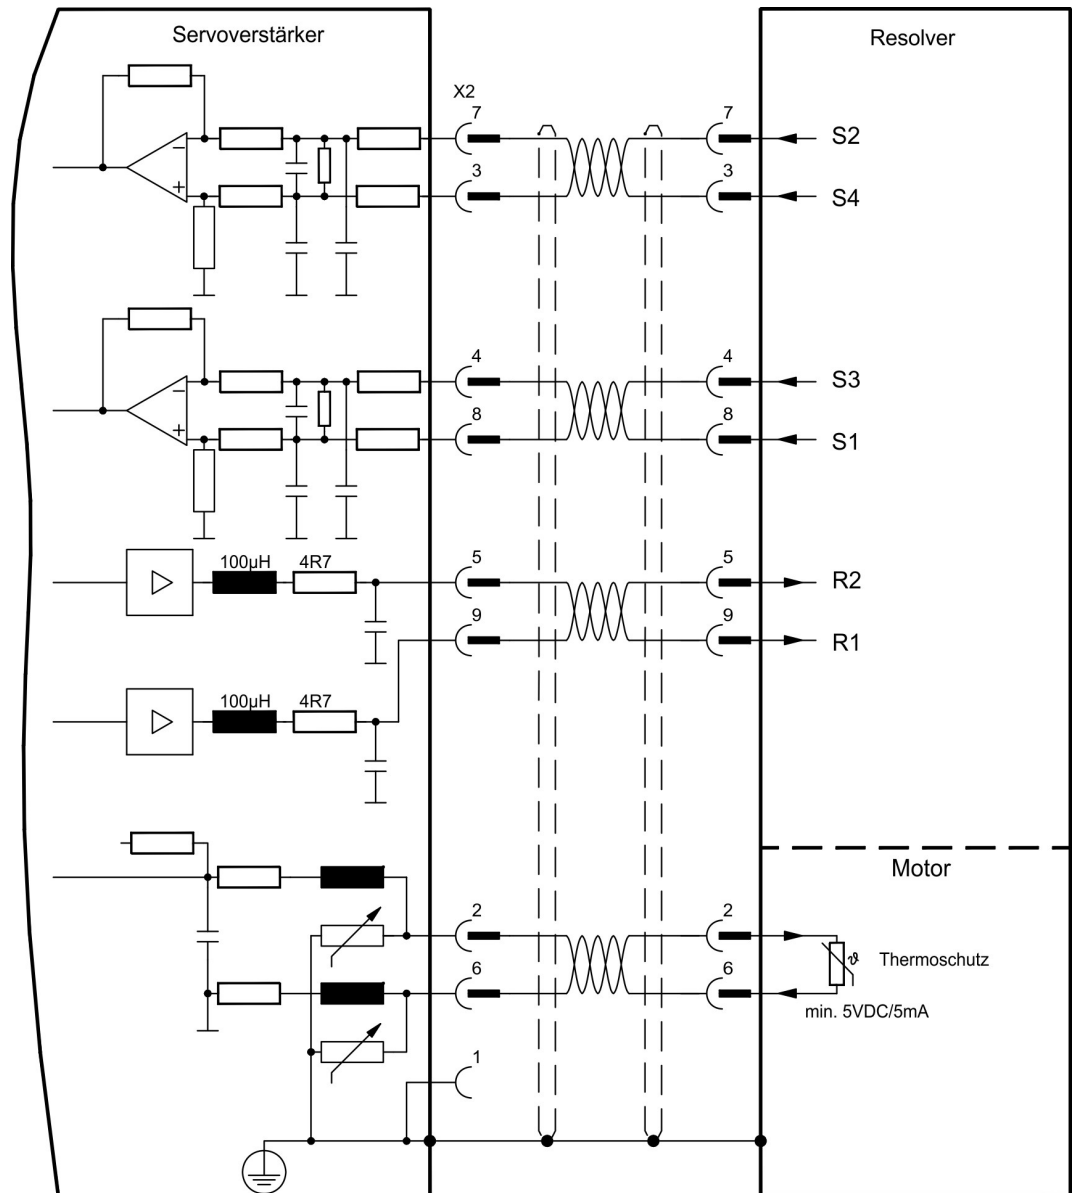 Servoverstärker
Resolver
X2
7
7
S2
3
3
S4
4
4
S3
8
8
S1
100µH
4R7
5
5
R2
9
9
R1
100µH
4R7
Motor
2
2
ϑ
Thermoschutz
6
6
min. 5VDC/5mA
1